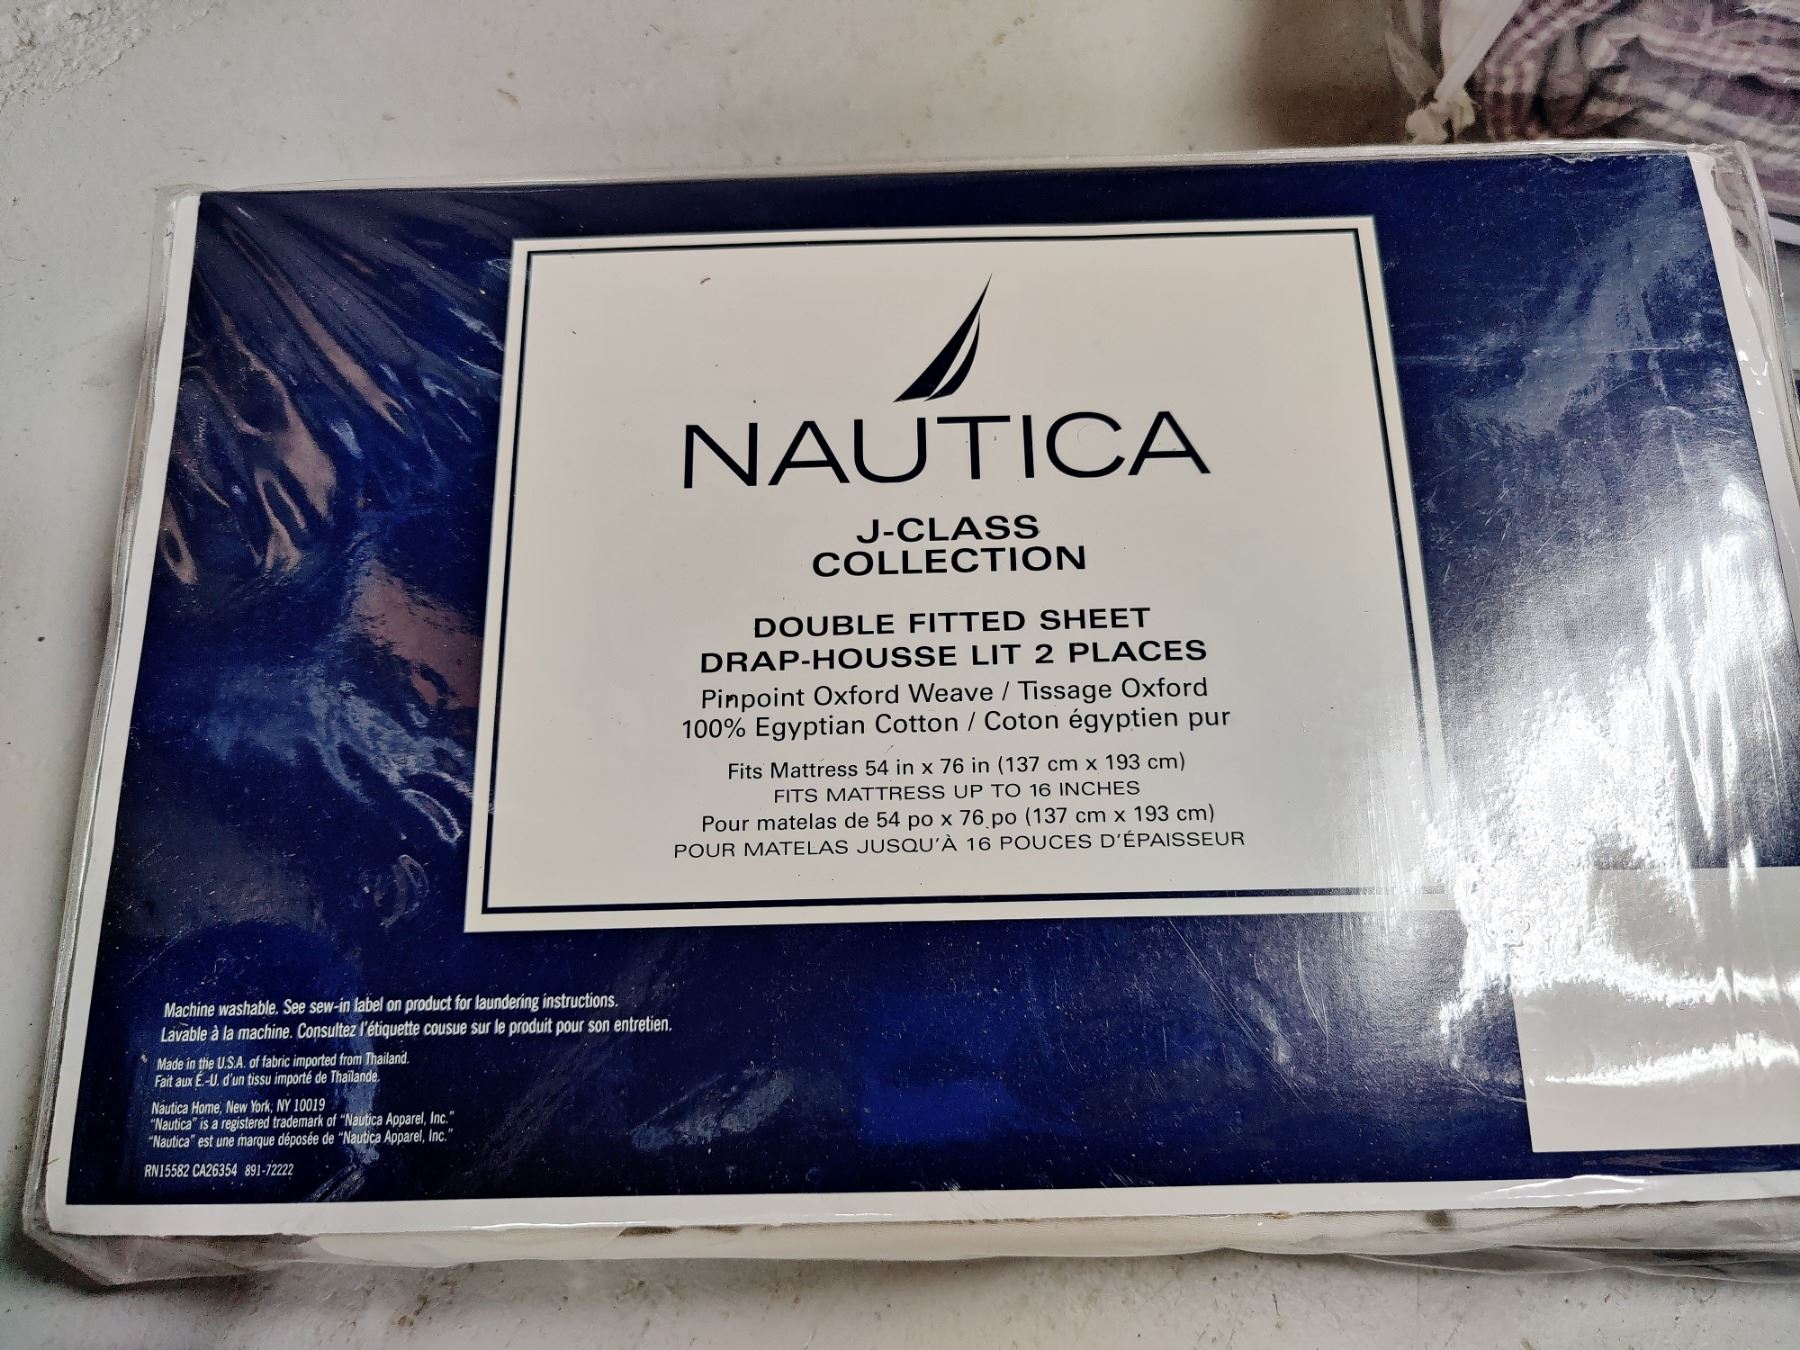 NAUTICA
J-CLASS
COLLECTION
DOUBLE FITTED SHEET
DRAP-HOUSSE LIT 2 PLACES
Pinpoint Oxford Weave / Tissage Oxford
100% Egyptian Cotton / Coton égyptien pur
Fits Mattress 54 in x 76 in (137 cm x 193 cm)
FITS MATTRESS UP TO 16 INCHES
Pour matelas de 54 po x 76 po (137 cm x 193 cm)
POUR MATELAS JUSQU'À 16 POUCES D'ÉPAISSEUR
Machine washable. See sew-in label on product for laundering instructions.
Lavable à la machine. Consultez l'étiquette cousue sur le produit pour son entretien.
Made in the U.S.A. of fabric imported from Thailand.
Fait aux É.-U. d'un tissu importé de Thaïlande.
Nautica Home, New York, NY 10019
"Nautica" is a registered trademark of "Nautica Apparel, Inc."
"Nautica" est une marque déposée de "Nautica Apparel, Inc."
RN15582 CA26354 891-72222